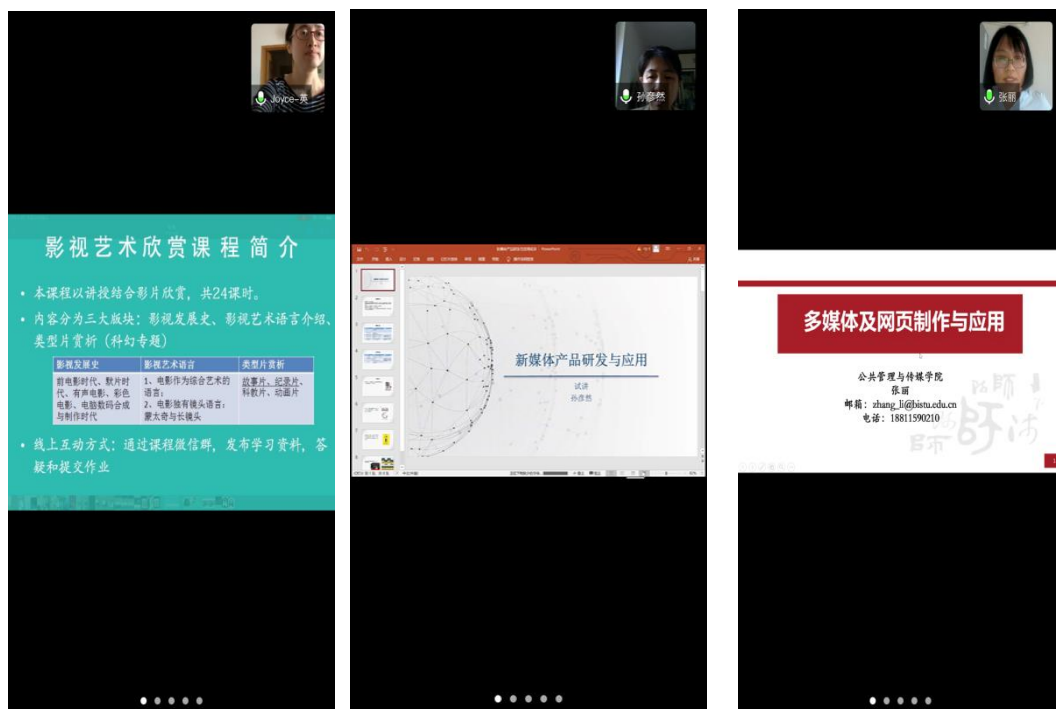 Joyce-英
影视艺术欣赏课程简介
• 本课程以讲授结合影片欣赏，共24课时。
• 内容分为三大版块：影视发展史、影视艺术语言介绍、
类型片赏析（科幻专题）
影视发展史 影视艺术语言 类型片赏析
前电影时代、默片时 1、电影作为综合艺术的 故事片、纪录片、
代、有声电影、彩色 语言； 科教片、动画片
电影、电脑数码合成 2、电影独有镜头语言：
与制作时代 蒙太奇与长镜头
• 线上互动方式：通过课程微信群，发布学习资料，答
疑和提交作业
孙彦然
新媒体产品研发与应用
试讲
孙彦然
张丽
多媒体及网页制作与应用
公共管理与传媒学院
张丽
邮箱：zhang_li@bistu.edu.cn
电话：18811590210